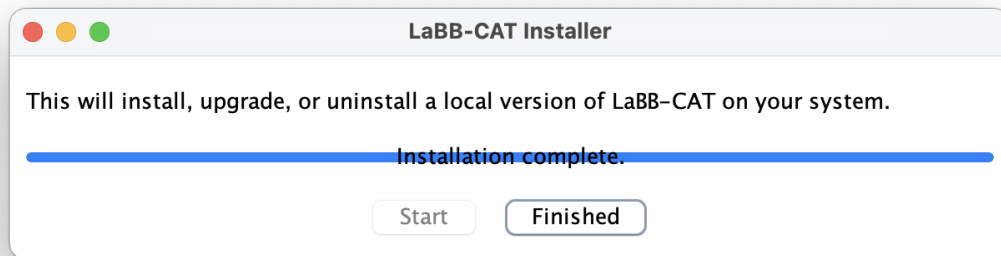 LaBB-CAT Installer
This will install, upgrade, or uninstall a local version of LaBB-CAT on your system.
Installation complete.
Start Finished